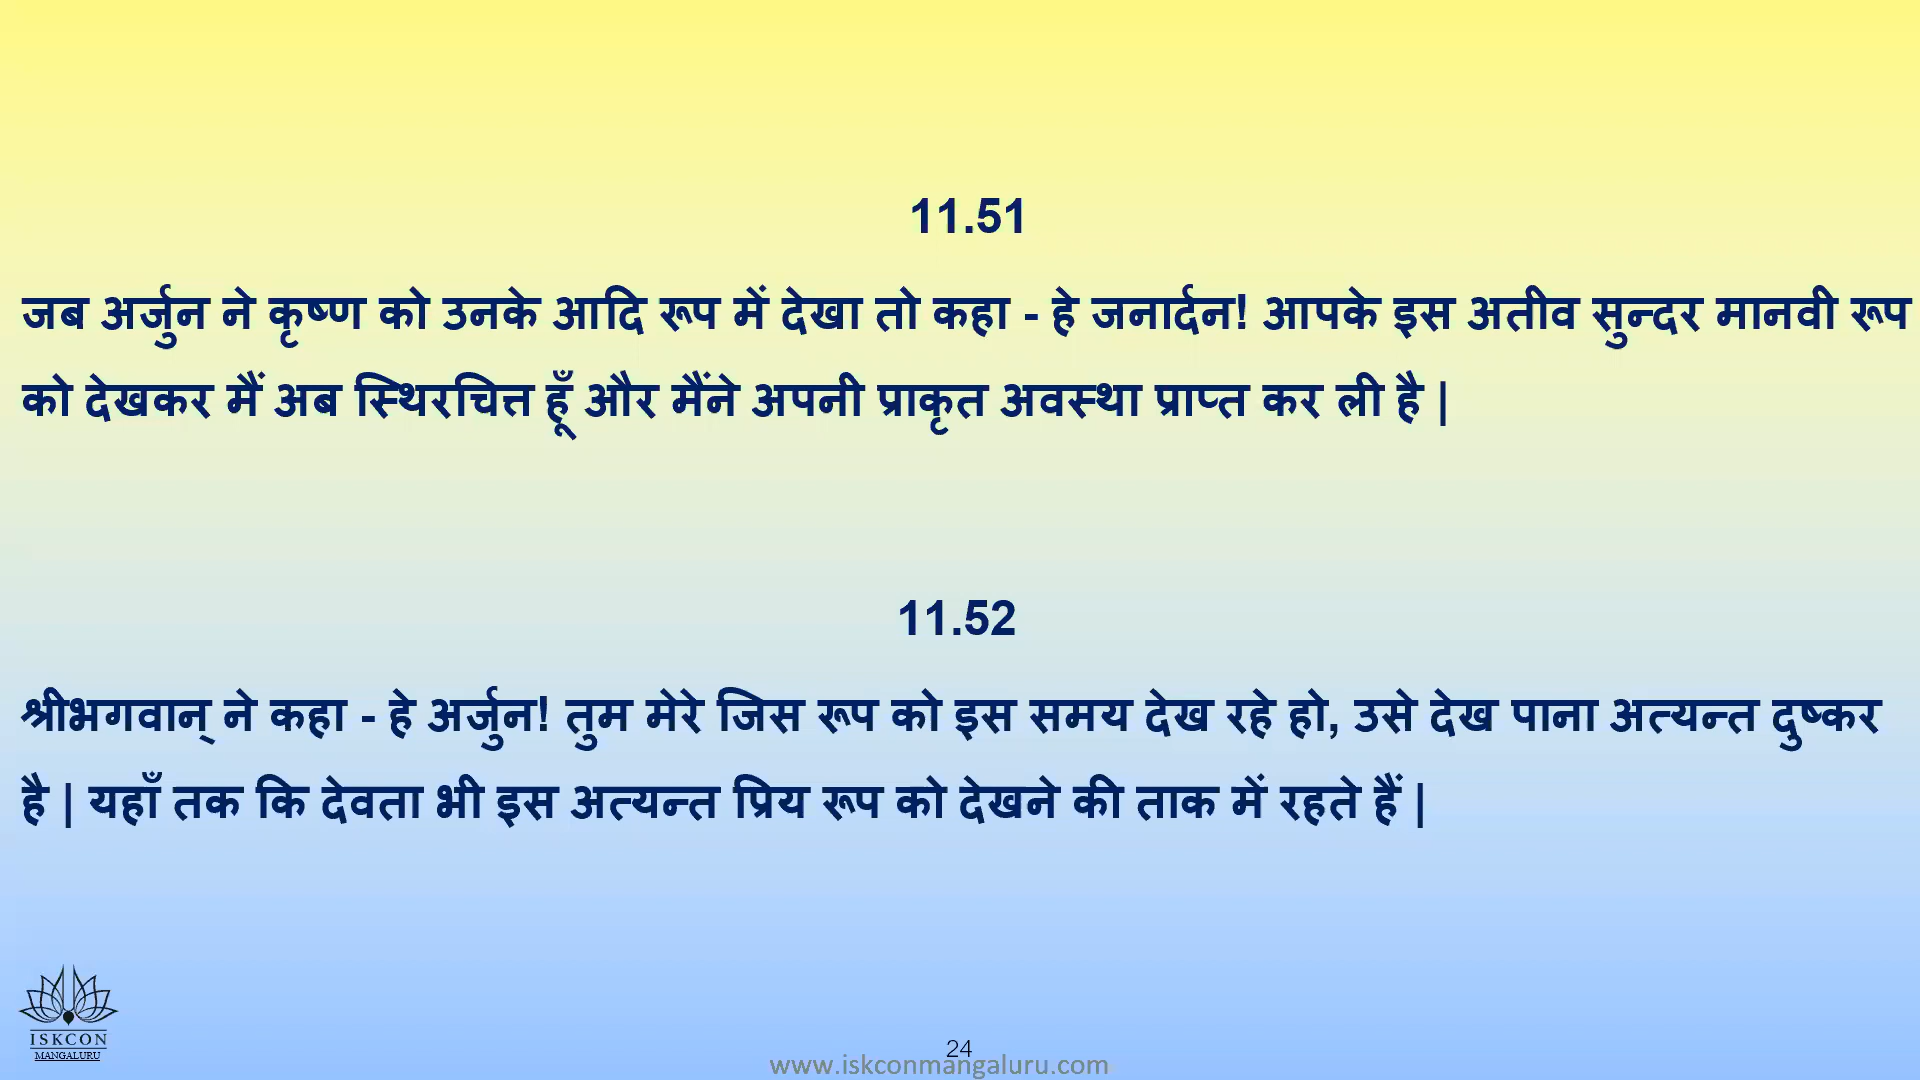 11.51
जब अर्जुन ने कृष्ण को उनके आदि रूप में देखा तो कहा - हे जनार्दन! आपके इस अतीव सुन्दर मानवी रूप
को देखकर मैं अब स्थिरचित्त हूँ और मैंने अपनी प्राकृत अवस्था प्राप्त कर ली है |
11.52
श्रीभगवान् ने कहा - हे अर्जुन! तुम मेरे जिस रूप को इस समय देख रहे हो, उसे देख पाना अत्यन्त दुष्कर
है | यहाँ तक कि देवता भी इस अत्यन्त प्रिय रूप को देखने की ताक में रहते हैं |
ISKCON
MANGALURU
24
www.iskconmangaluru.com